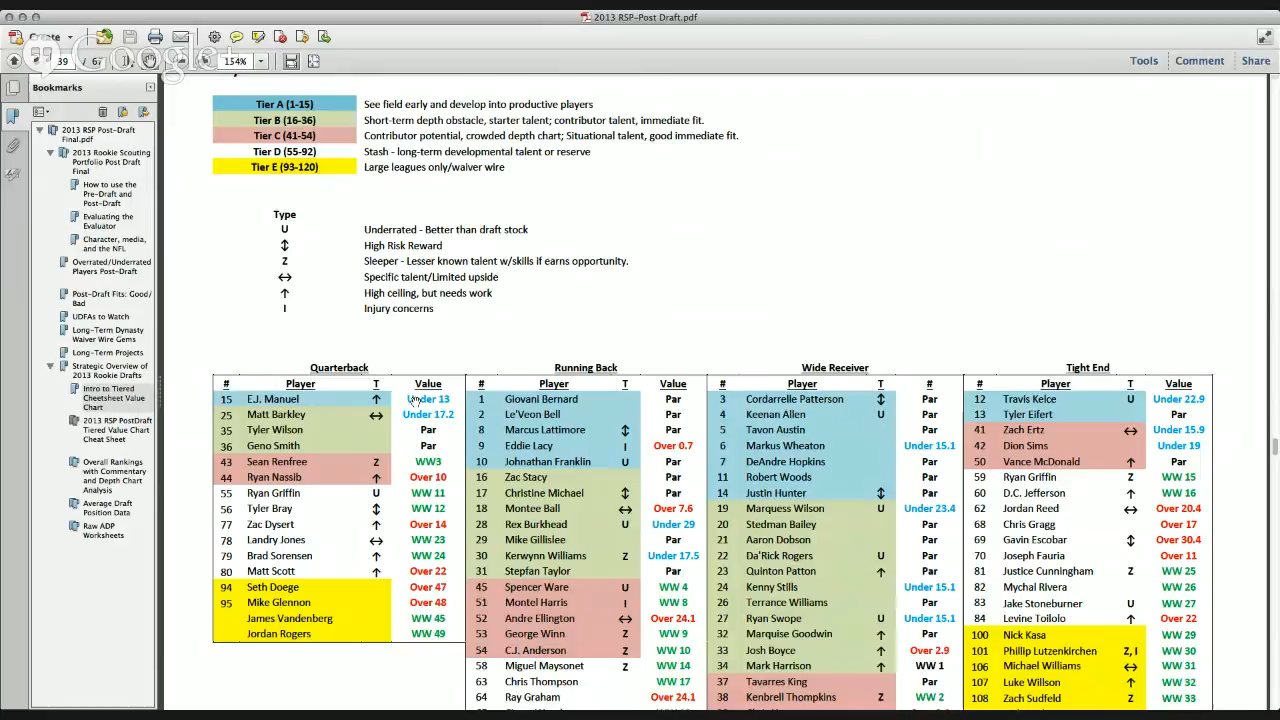 2013 RSP-Post Draft.pdf
Create
39 / 6
154%
Tools Comment Share
Google+
Bookmarks
2013 RSP Post-Draft Final.pdf
2013 Rookie Scouting Portfolio Post Draft Final
How to use the Pre-Draft and Post-Draft
Evaluating the Evaluator
Character, media, and the NFL
Overrated/Underrated Players Post-Draft
Post-Draft Fits: Good/Bad
UDFAs to Watch
Long-Term Dynasty Waiver Wire Gems
Long-Term Projects
Strategic Overview of 2013 Rookie Drafts
Intro to Tiered Cheetsheet Value Chart
2013 RSP PostDraft Tiered Value Chart Cheat Sheet
Overall Rankings with Commentary and Depth Chart Analysis
Average Draft Position Data
Raw ADP Worksheets
Tier A (1-15) See field early and develop into productive players
Tier B (16-36) Short-term depth obstacle, starter talent; contributor talent, immediate fit.
Tier C (41-54) Contributor potential, crowded depth chart; Situational talent, good immediate fit.
Tier D (55-92) Stash - long-term developmental talent or reserve
Tier E (93-120) Large leagues only/waiver wire
Type
U Underrated - Better than draft stock
↕ High Risk Reward
Z Sleeper - Lesser known talent w/skills if earns opportunity.
↔ Specific talent/Limited upside
↑ High ceiling, but needs work
I Injury concerns
Quarterback
# Player T Value
15 E.J. Manuel ↑ Under 13
25 Matt Barkley ↔ Under 17.2
35 Tyler Wilson Par
36 Geno Smith Par
43 Sean Renfree Z WW3
44 Ryan Nassib ↑ Over 10
55 Ryan Griffin U WW 11
56 Tyler Bray ↕ WW 12
77 Zac Dysert ↑ Over 14
78 Landry Jones ↔ WW 23
79 Brad Sorensen ↑ WW 24
80 Matt Scott ↑ Over 22
94 Seth Doege Over 47
95 Mike Glennon Over 48
James Vandenberg WW 45
Jordan Rogers WW 49
Running Back
# Player T Value
1 Giovani Bernard Par
2 Le'Veon Bell Par
8 Marcus Lattimore ↕ Par
9 Eddie Lacy I Over 0.7
10 Johnathan Franklin U Par
16 Zac Stacy Par
17 Christine Michael ↕ Par
18 Montee Ball ↔ Over 7.6
28 Rex Burkhead U Under 29
29 Mike Gillislee Par
30 Kerwynn Williams Z Under 17.5
31 Stepfan Taylor Par
45 Spencer Ware U WW 4
51 Montel Harris I WW 8
52 Andre Ellington ↔ Over 24.1
53 George Winn Z WW 9
54 C.J. Anderson Z WW 10
58 Miguel Maysonet Z WW 14
63 Chris Thompson WW 17
64 Ray Graham Over 24.1
Wide Receiver
# Player T #
3 Cordarrelle Patterson ↕ Par
4 Keenan Allen U Par
5 Tavon Austin Par
6 Markus Wheaton Under 15.1
7 DeAndre Hopkins Par
11 Robert Woods Par
14 Justin Hunter ↕ Par
19 Marquess Wilson U Under 23.4
20 Stedman Bailey Par
21 Aaron Dobson Par
22 Da'Rick Rogers U Par
23 Quinton Patton ↑ Par
24 Kenny Stills Under 15.1
26 Terrance Williams Par
27 Ryan Swope U Under 15.1
32 Marquise Goodwin ↑ Par
33 Josh Boyce ↑ Over 2.9
34 Mark Harrison ↑ WW 1
37 Tavarres King Par
38 Kenbrell Thompkins Z WW 2
Tight End
# Player T Value
12 Travis Kelce U Under 22.9
13 Tyler Eifert Par
41 Zach Ertz ↔ Under 15.9
42 Dion Sims Under 19
50 Vance McDonald ↑ Par
59 Ryan Griffin Z WW 15
60 D.C. Jefferson ↑ WW 16
62 Jordan Reed ↔ Over 20.4
68 Chris Gragg Over 17
69 Gavin Escobar ↕ Over 30.4
70 Joseph Fauria Over 11
81 Justice Cunningham Z WW 25
82 Mychal Rivera WW 26
83 Jake Stoneburner U WW 27
84 Levine Toilolo ↑ Over 22
100 Nick Kasa WW 29
101 Phillip Lutzenkirchen Z, I WW 30
106 Michael Williams ↔ WW 31
107 Luke Willson ↑ WW 32
108 Zach Sudfeld Z WW 33